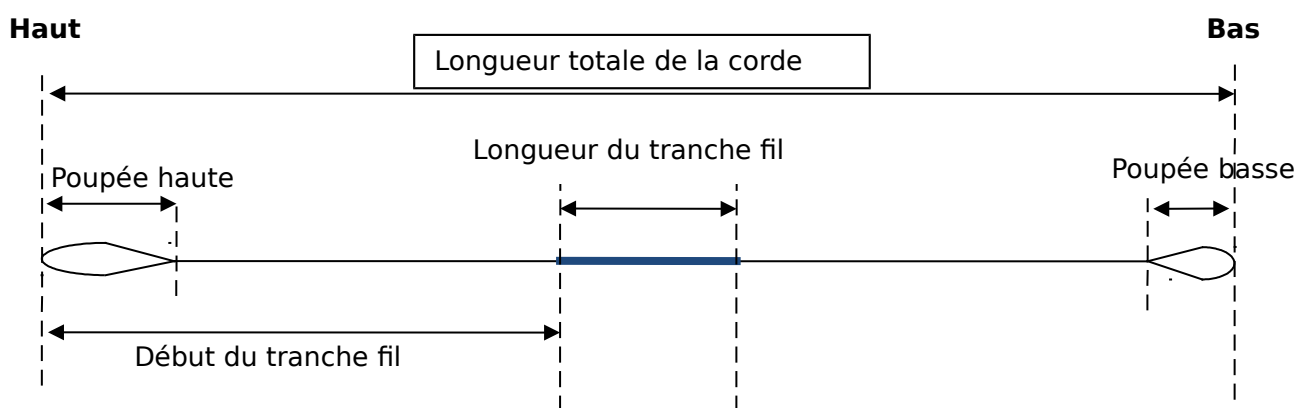 Haut
Bas
Longueur totale de la corde
Longueur du tranche fil
Poupée haute
Poupée basse
Début du tranche fil